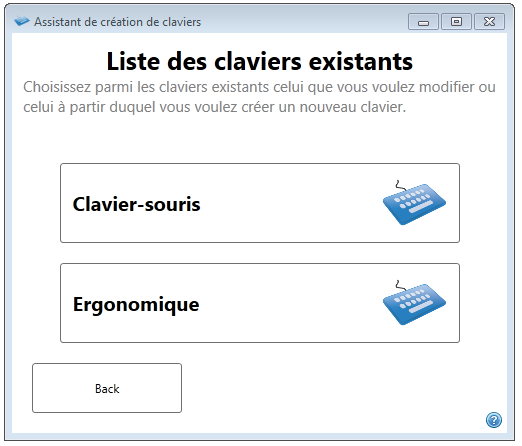 Assistant de création de claviers
Liste des claviers existants
Choisissez parmi les claviers existants celui que vous voulez modifier ou
celui à partir duquel vous voulez créer un nouveau clavier.
Clavier-souris
Ergonomique
Back
?